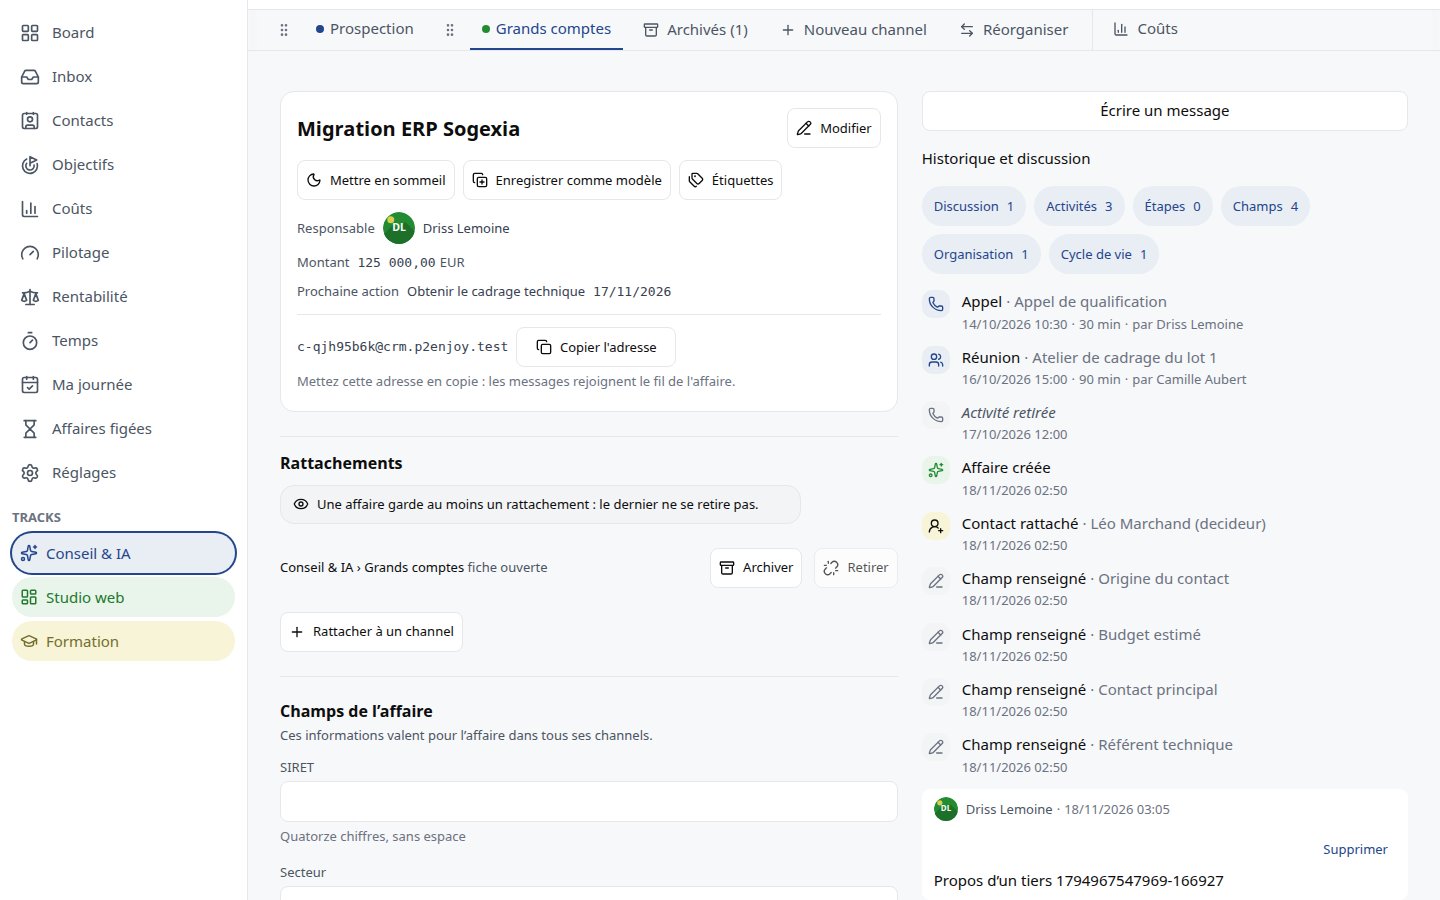 Board
Inbox
Contacts
Objectifs
Coûts
Pilotage
Rentabilité
Temps
Ma journée
Affaires figées
Réglages
TRACKS
Conseil & IA
Studio web
Formation
Prospection
Grands comptes
Archivés (1)
Nouveau channel
Réorganiser
Coûts
Migration ERP Sogexia
Modifier
Mettre en sommeil
Enregistrer comme modèle
Étiquettes
Responsable DL Driss Lemoine
Montant 125 000,00 EUR
Prochaine action Obtenir le cadrage technique 17/11/2026
c-qjh95b6k@crm.p2enjoy.test
Copier l'adresse
Mettez cette adresse en copie : les messages rejoignent le fil de l'affaire.
Rattachements
Une affaire garde au moins un rattachement : le dernier ne se retire pas.
Conseil & IA › Grands comptes fiche ouverte
Archiver
Retirer
Rattacher à un channel
Champs de l’affaire
Ces informations valent pour l’affaire dans tous ses channels.
SIRET
Quatorze chiffres, sans espace
Secteur
Écrire un message
Historique et discussion
Discussion 1
Activités 3
Étapes 0
Champs 4
Organisation 1
Cycle de vie 1
Appel · Appel de qualification
14/10/2026 10:30 · 30 min · par Driss Lemoine
Réunion · Atelier de cadrage du lot 1
16/10/2026 15:00 · 90 min · par Camille Aubert
Activité retirée
17/10/2026 12:00
Affaire créée
18/11/2026 02:50
Contact rattaché · Léo Marchand (decideur)
18/11/2026 02:50
Champ renseigné · Origine du contact
18/11/2026 02:50
Champ renseigné · Budget estimé
18/11/2026 02:50
Champ renseigné · Contact principal
18/11/2026 02:50
Champ renseigné · Référent technique
18/11/2026 02:50
DL Driss Lemoine · 18/11/2026 03:05
Supprimer
Propos d’un tiers 1794967547969-166927